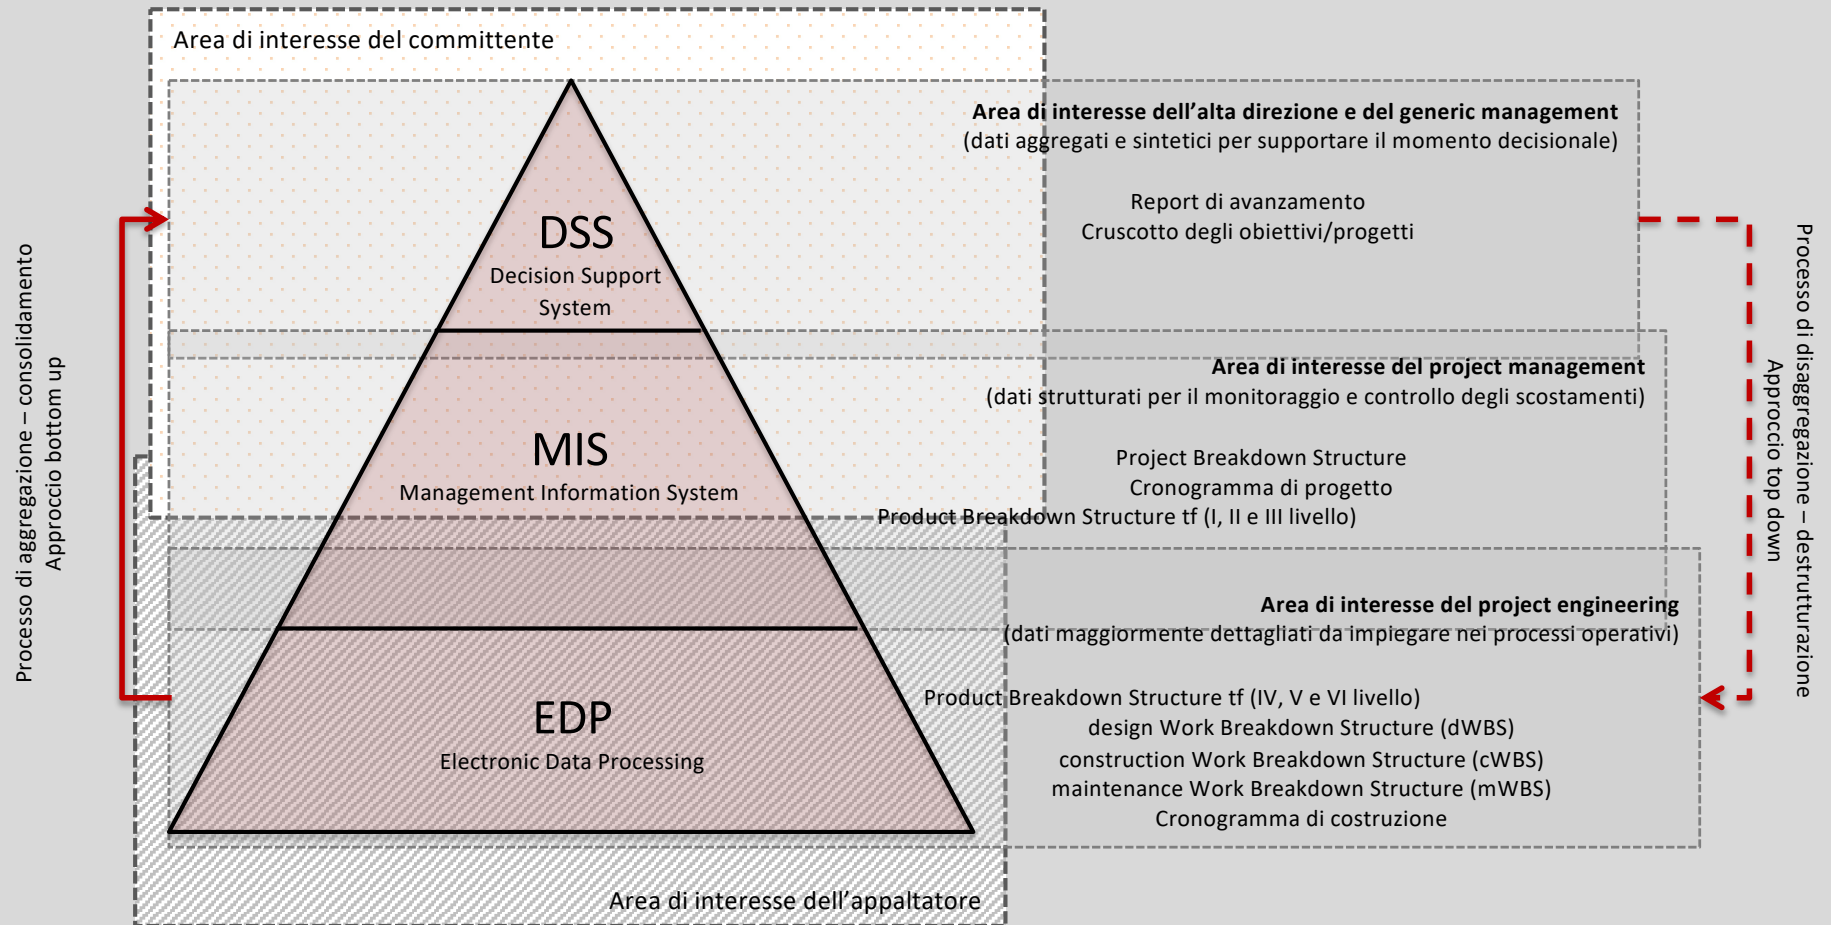 Area di interesse del committente
Area di interesse dell’alta direzione e del generic management
(dati aggregati e sintetici per supportare il momento decisionale)
Report di avanzamento
Cruscotto degli obiettivi/progetti
DSS
Decision Support
System
Area di interesse del project management
(dati strutturati per il monitoraggio e controllo degli scostamenti)
MIS
Management Information System
Project Breakdown Structure
Cronogramma di progetto
Product Breakdown Structure tf (I, II e III livello)
Area di interesse del project engineering
(dati maggiormente dettagliati da impiegare nei processi operativi)
EDP
Electronic Data Processing
Product Breakdown Structure tf (IV, V e VI livello)
design Work Breakdown Structure (dWBS)
construction Work Breakdown Structure (cWBS)
maintenance Work Breakdown Structure (mWBS)
Cronogramma di costruzione
Area di interesse dell’appaltatore
Processo di aggregazione – consolidamento
Approccio bottom up
Processo di disaggregazione – destrutturazione
Approccio top down